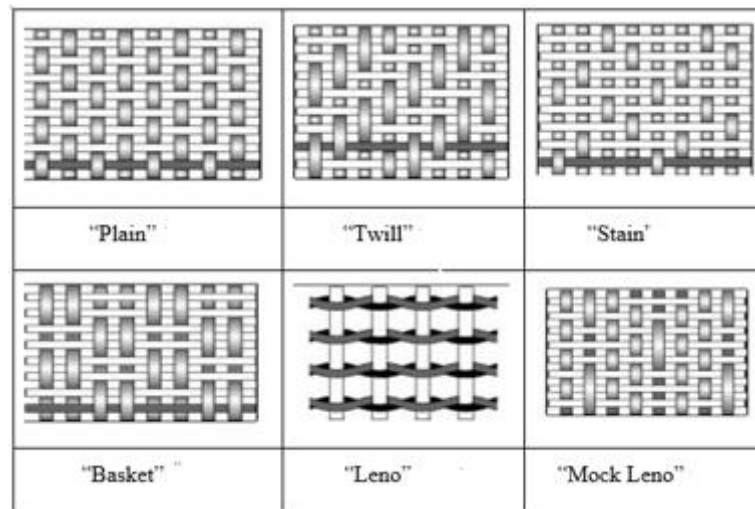 “Plain”
“Twill”
“Stain’
“Basket” ”
“Leno”
“Mock Leno”